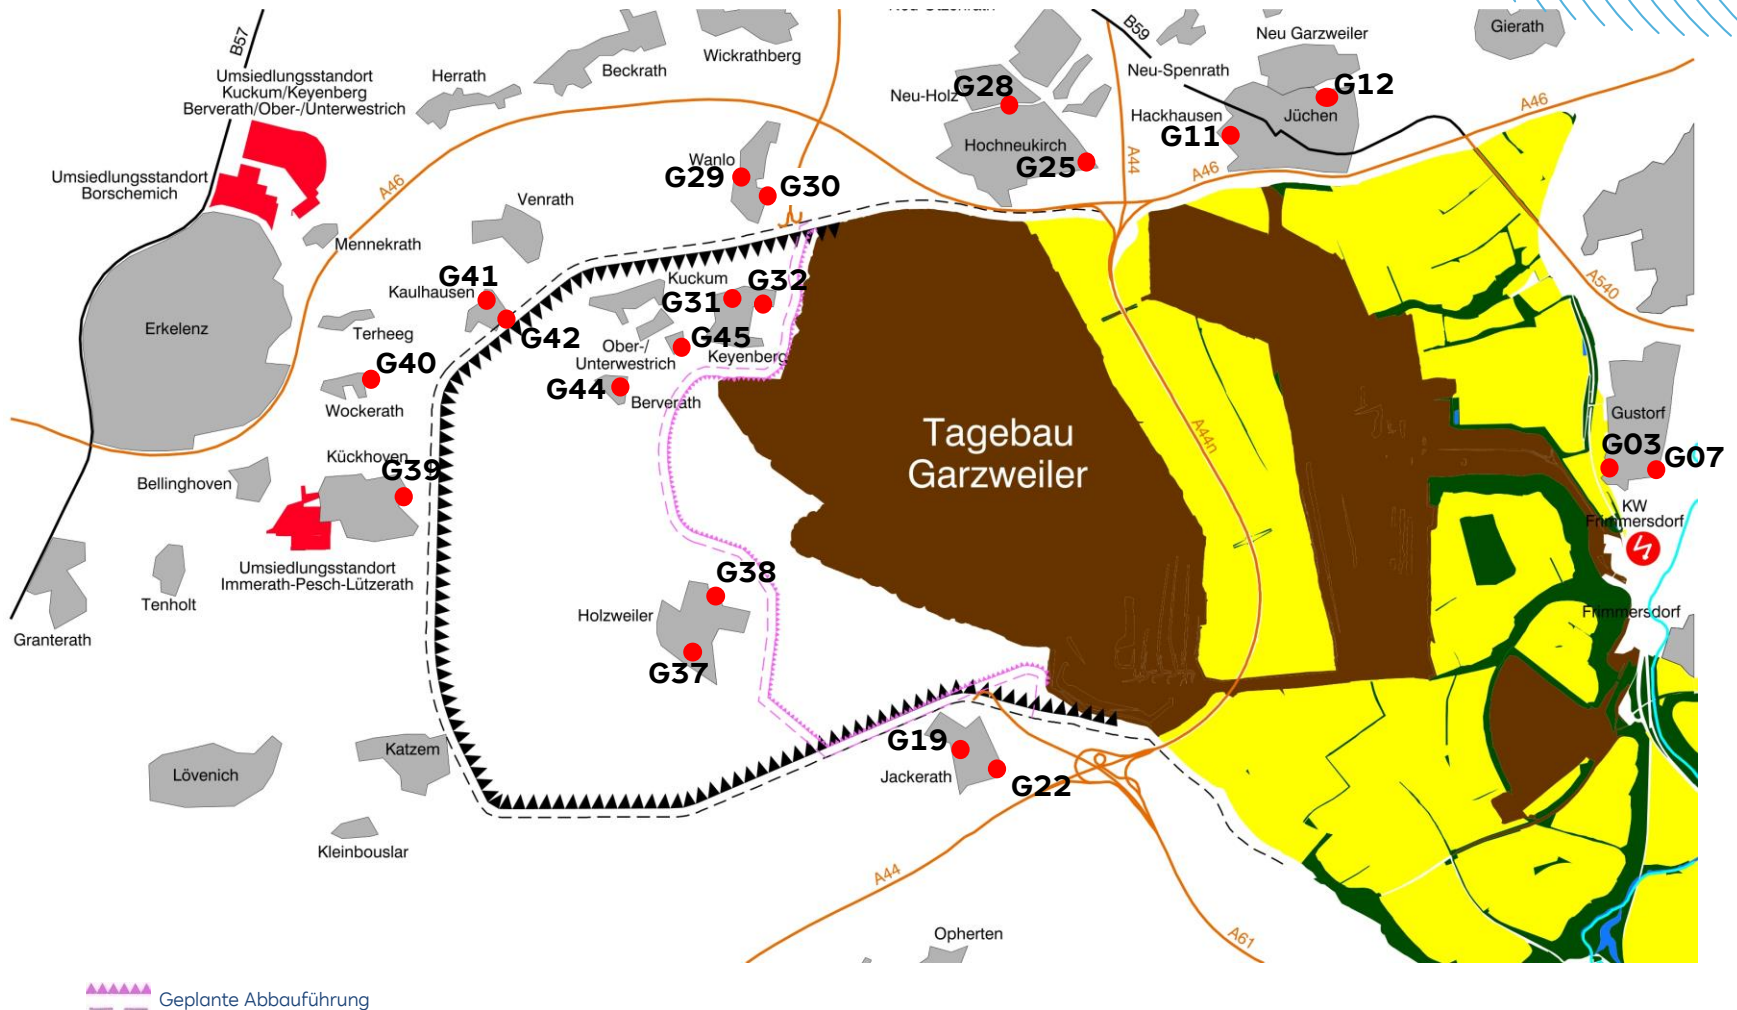 B57
Umsiedlungsstandort
Kuckum/Keyenberg
Berverath/Ober-/Unterwestrich
Herrath
Beckrath
Wickrathberg
B59
Neu Garzweiler
Gierath
Neu-Spenrath
Neu-Holz
G28
G12
Hackhausen
Jüchen
G11
A46
Hochneukirch
G25
A44
A46
Umsiedlungsstandort
Borschemich
A46
Wanlo
G29
G30
Venrath
Mennekrath
G41
Kaulhausen
Kuckum
G32
G31
A540
Erkelenz
Terheeg
G42
Ober-/
Unterwestrich
G45
Keyenberg
G40
Wockerath
G44
Berverath
Tagebau
Garzweiler
A44n
Gustorf
G03
G07
Kückhoven
G39
Bellinghoven
KW
Frimmersdorf
Umsiedlungsstandort
Immerath-Pesch-Lützerath
G38
Tenholt
Holzweiler
Frimmersdorf
Granterath
G37
G19
Katzem
Lövenich
Jackerath
G22
Kleinbouslar
A44
Opherten
A61
Geplante Abbauführung